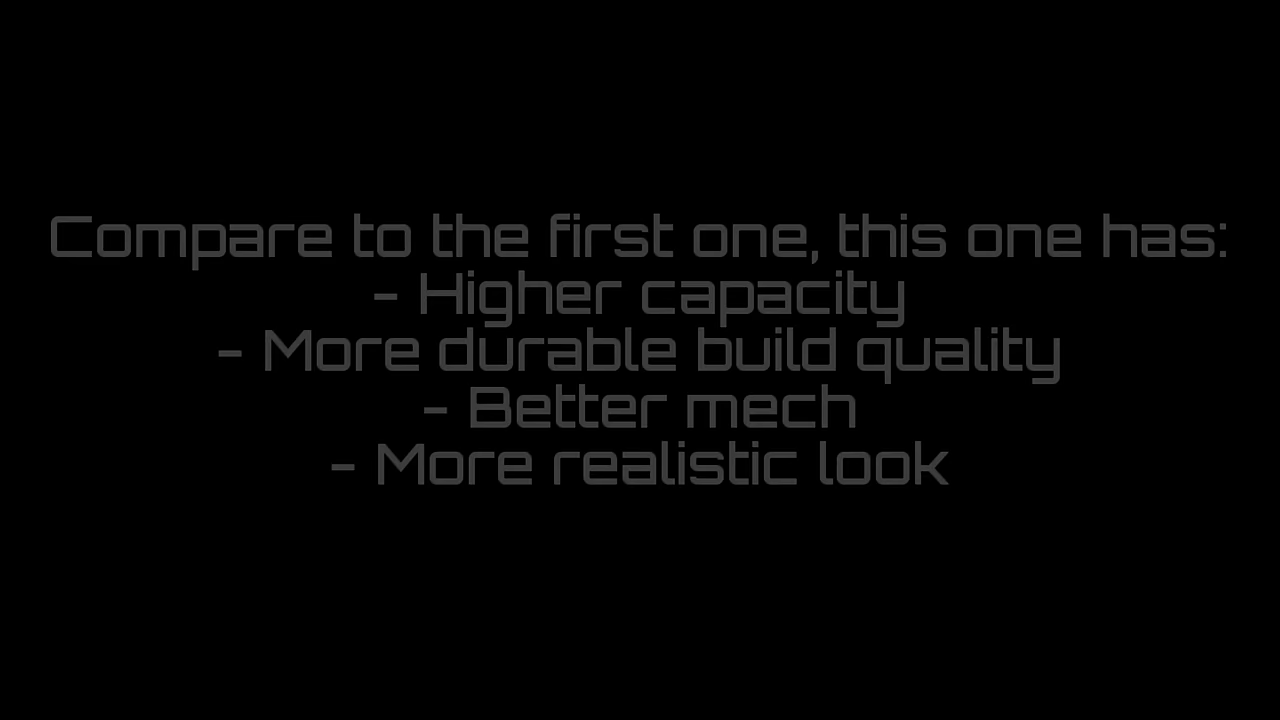 Compare to the first one, this one has:
- Higher capacity
- More durable build quality
- Better mech
- More realistic look